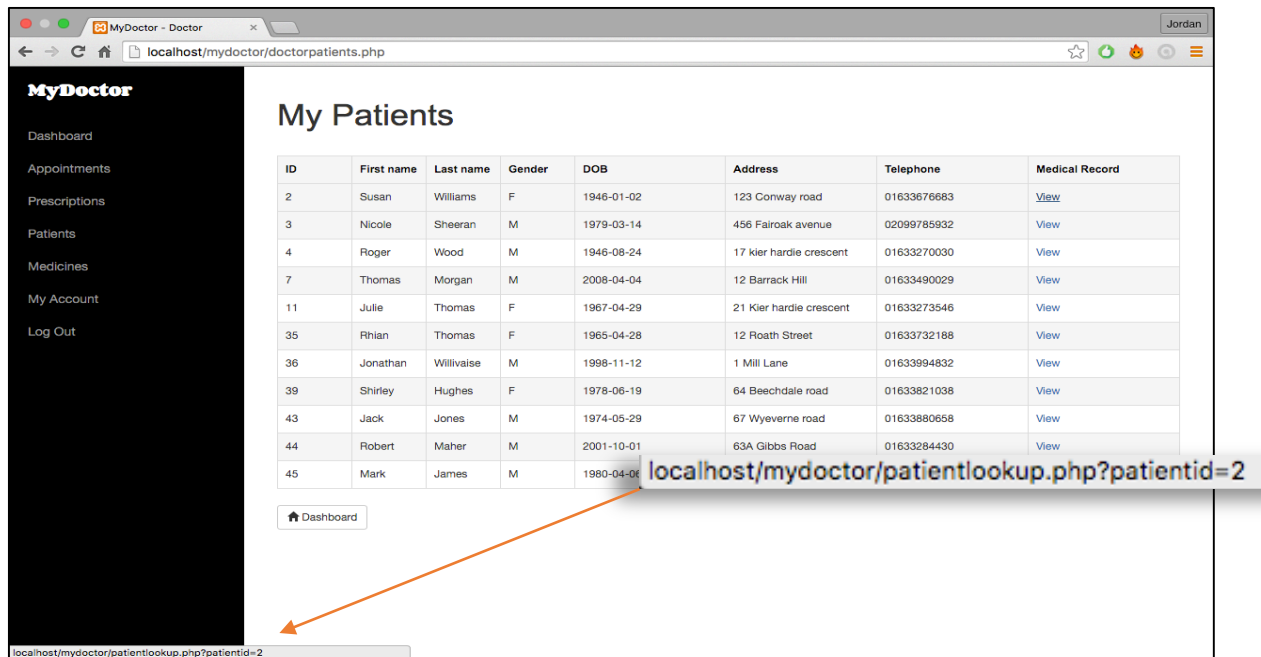 MyDoctor - Doctor
Jordan
localhost/mydoctor/doctorpatients.php
MyDoctor
Dashboard
Appointments
Prescriptions
Patients
Medicines
My Account
Log Out
My Patients
ID First name Last name Gender DOB Address Telephone Medical Record
2 Susan Williams F 1946-01-02 123 Conway road 01633676683 View
3 Nicole Sheeran M 1979-03-14 456 Fairoak avenue 02099785932 View
4 Roger Wood M 1946-08-24 17 kier hardie crescent 01633270030 View
7 Thomas Morgan M 2008-04-04 12 Barrack Hill 01633490029 View
11 Julie Thomas F 1967-04-29 21 Kier hardie crescent 01633273546 View
35 Rhian Thomas F 1965-04-28 12 Roath Street 01633732188 View
36 Jonathan Willivaise M 1998-11-12 1 Mill Lane 01633994832 View
39 Shirley Hughes F 1978-06-19 64 Beechdale road 01633821038 View
43 Jack Jones M 1974-05-29 67 Wyeverne road 01633880658 View
44 Robert Maher M 2001-10-01 63A Gibbs Road 01633284430 View
45 Mark James M 1980-04-06
localhost/mydoctor/patientlookup.php?patientid=2
Dashboard
localhost/mydoctor/patientlookup.php?patientid=2